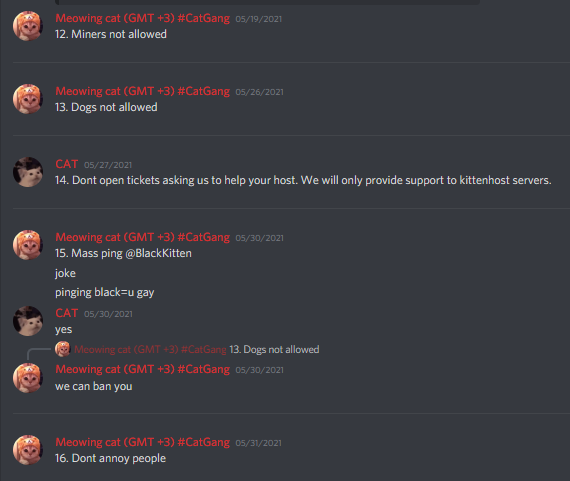 Meowing cat (GMT +3) #CatGang 05/19/2021
12. Miners not allowed
Meowing cat (GMT +3) #CatGang 05/26/2021
13. Dogs not allowed
CAT 05/27/2021
14. Dont open tickets asking us to help your host. We will only provide support to kittenhost servers.
Meowing cat (GMT +3) #CatGang 05/30/2021
15. Mass ping @BlackKitten
joke
pinging black=u gay
CAT 05/30/2021
yes
Meowing cat (GMT +3) #CatGang 13. Dogs not allowed
Meowing cat (GMT +3) #CatGang 05/30/2021
we can ban you
Meowing cat (GMT +3) #CatGang 05/31/2021
16. Dont annoy people